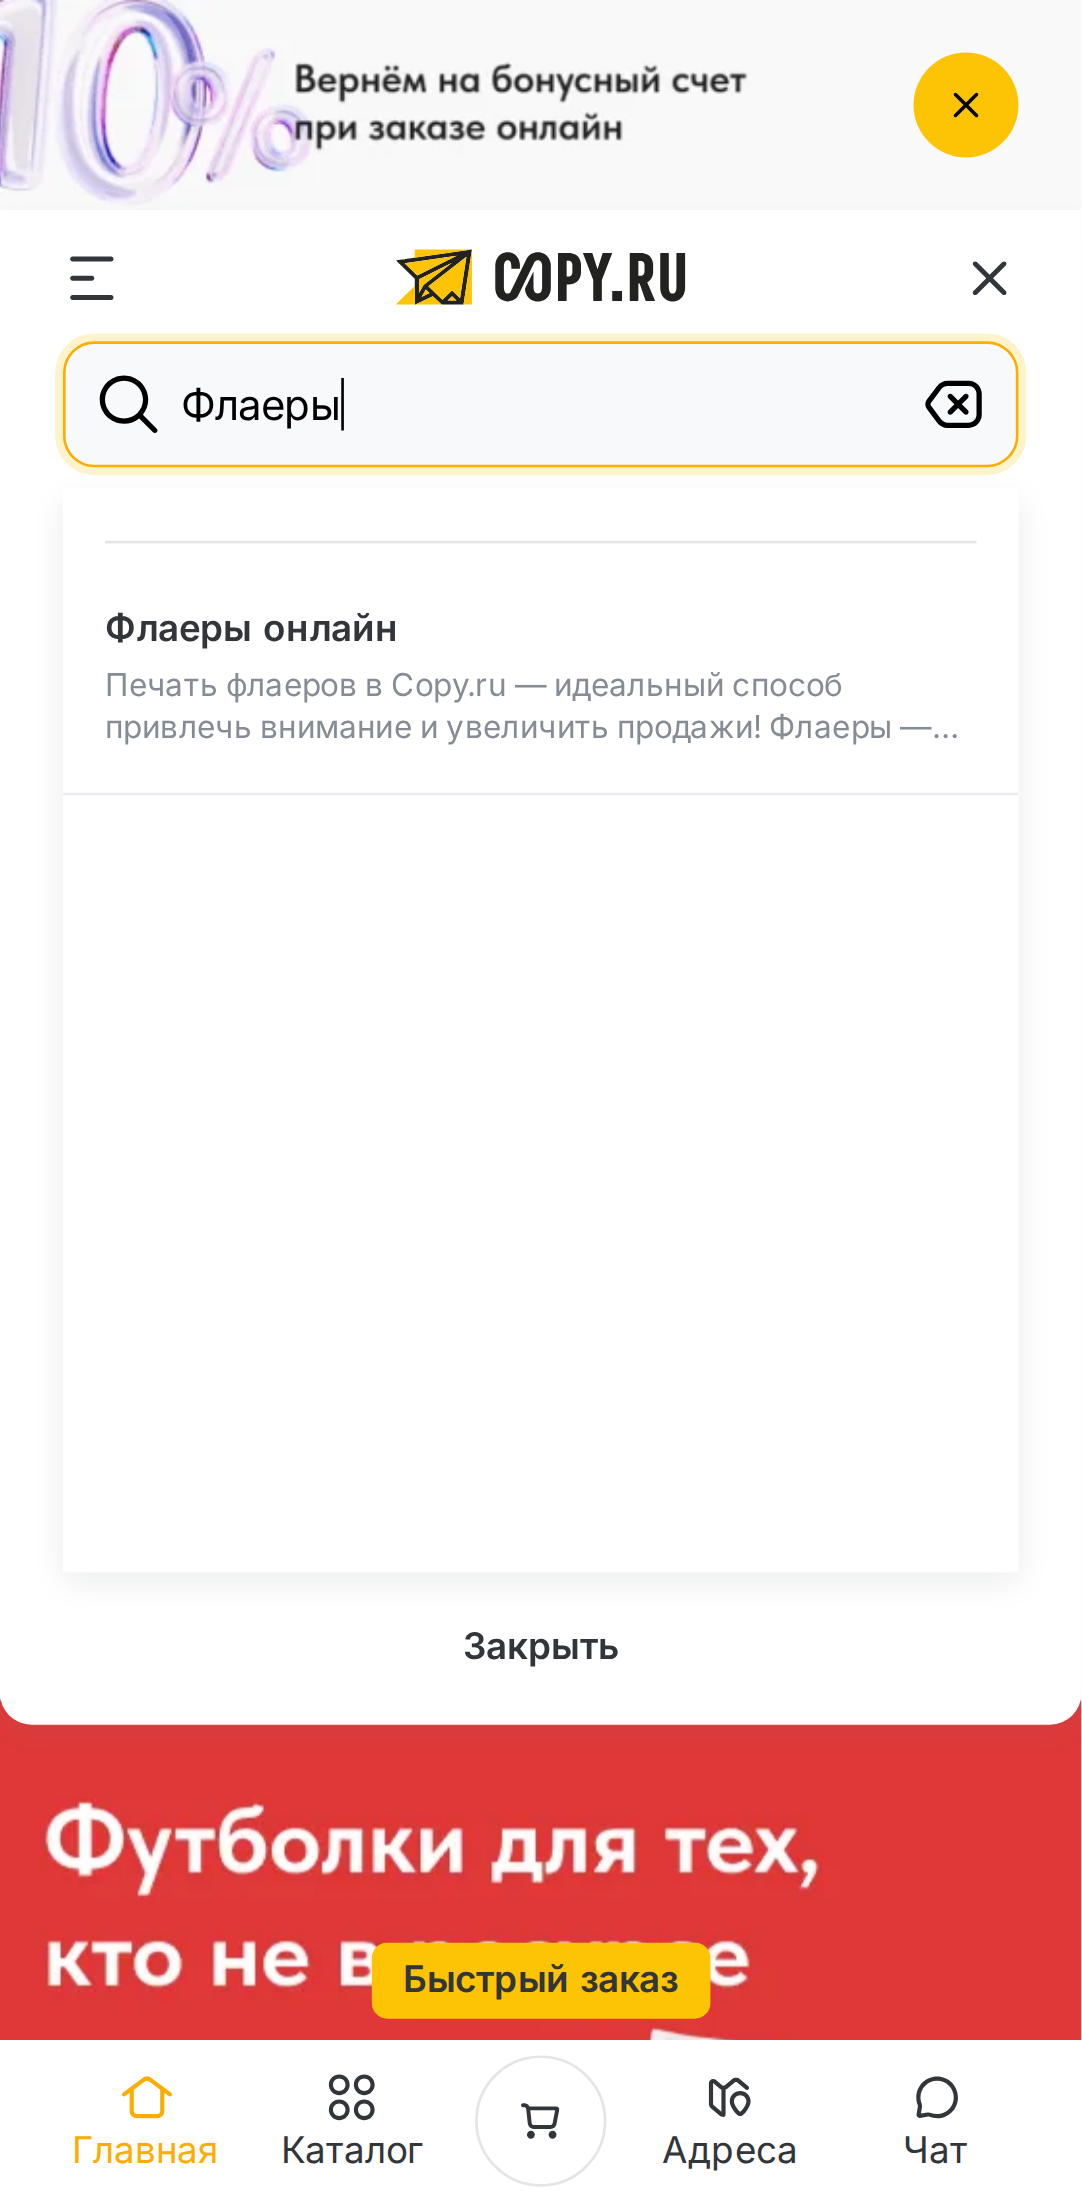 10%
Вернём на бонусный счет
при заказе онлайн
COPY.RU
Флаеры
Флаеры онлайн
Печать флаеров в Copy.ru — идеальный способ
привлечь внимание и увеличить продажи! Флаеры —...
Закрыть
Футболки для тех,
кто не в
Быстрый заказ
Главная
Каталог
Адреса
Чат